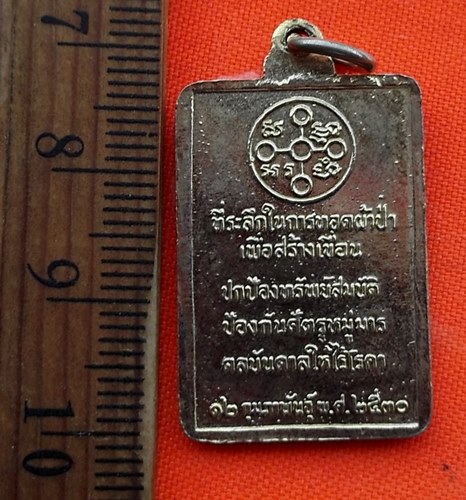 7
8
9
10
ที่ระลึกในการทอดผ้าป่า
เพื่อสร้างเขื่อน
ปกป้องทรัพย์สมบัติ
ป้องกันศัตรูหมู่มาร
ดลบันดาลให้ไร้โรคา
๑๒ กุมภาพันธ์ พ.ศ. ๒๕๓๐